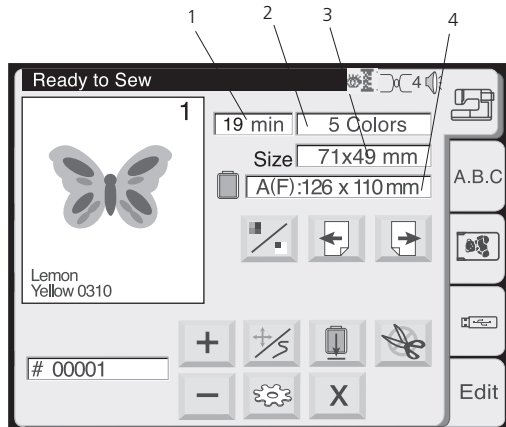 1 2 3 4
Ready to Sew
4
1
19 min
5 Colors
Size 71x49 mm
A(F):126 x 110 mm
A.B.C
Lemon
Yellow 0310
+
S
# 00001
−
X
Edit